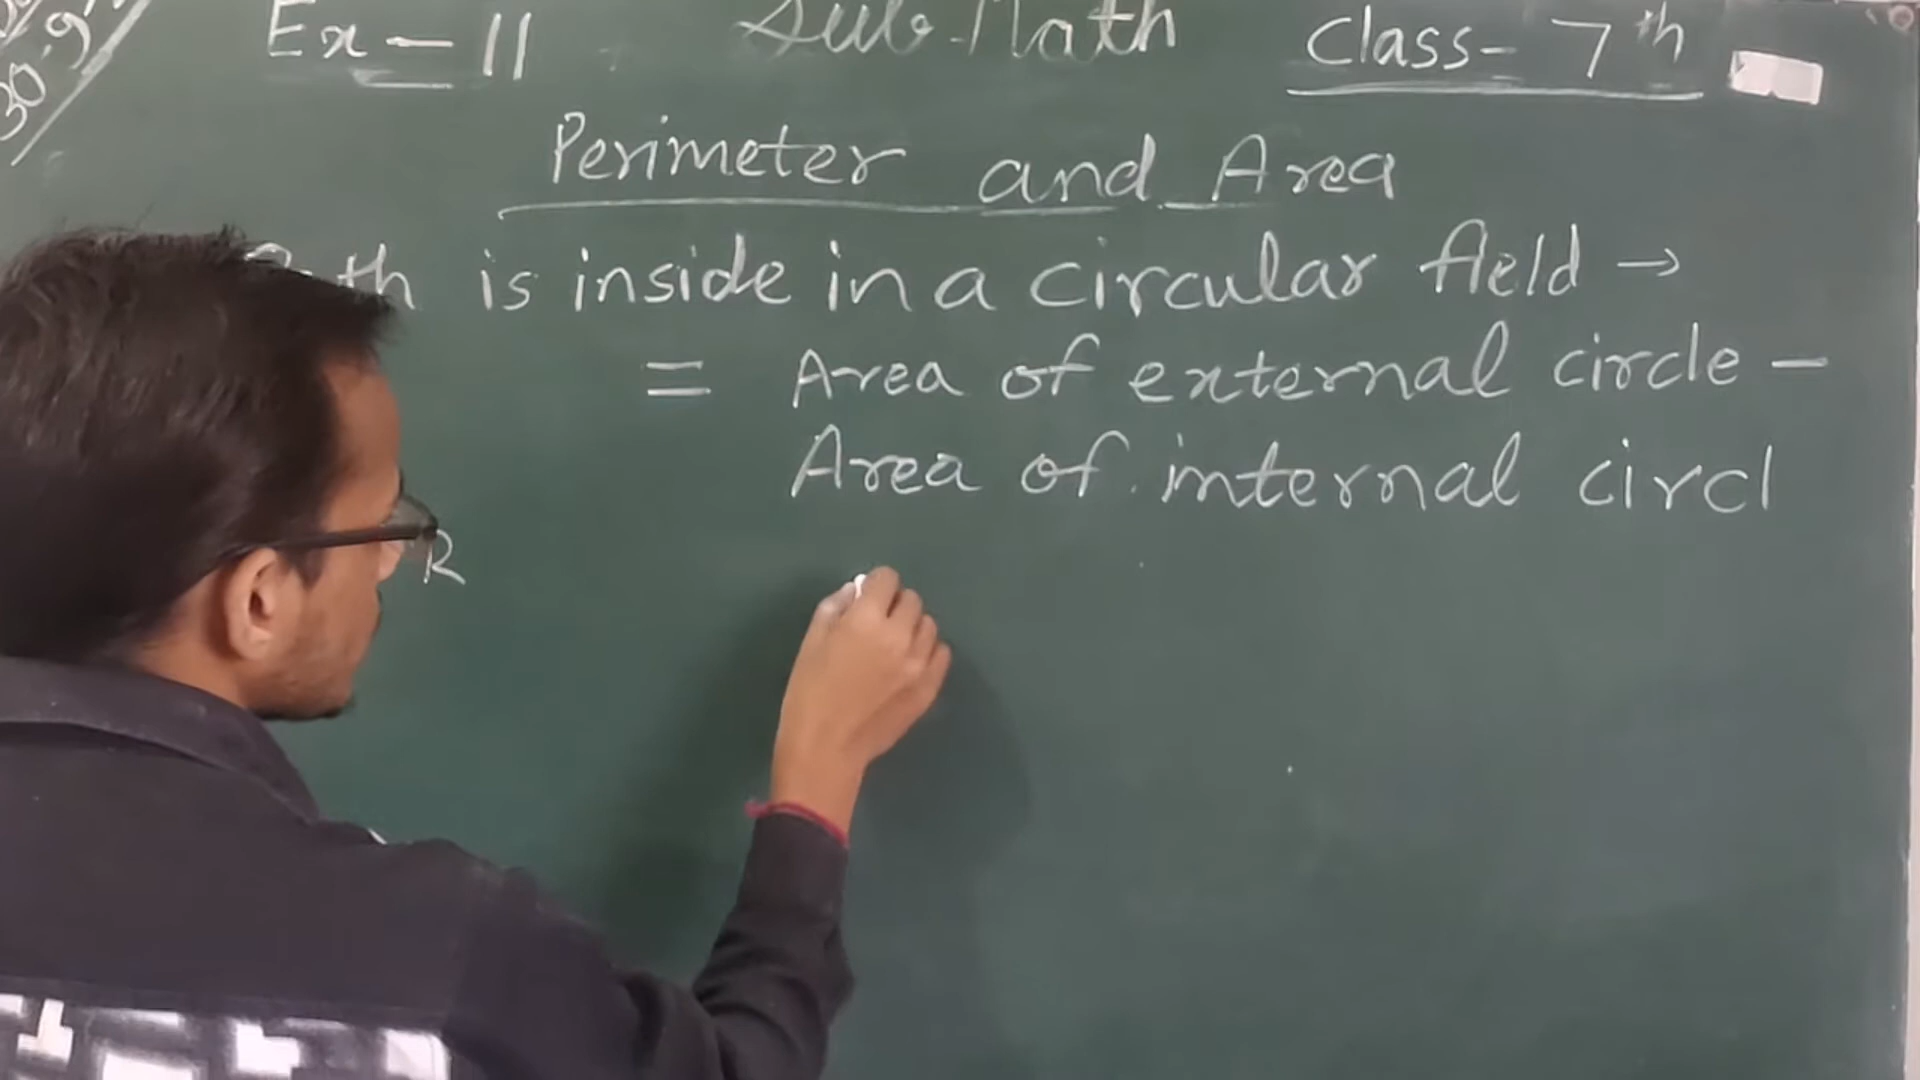 Ex - 11 Sub-Math Class- 7th
30
Perimeter and Area
is inside in a circular field →
= Area of external circle -
Area of internal circl
R